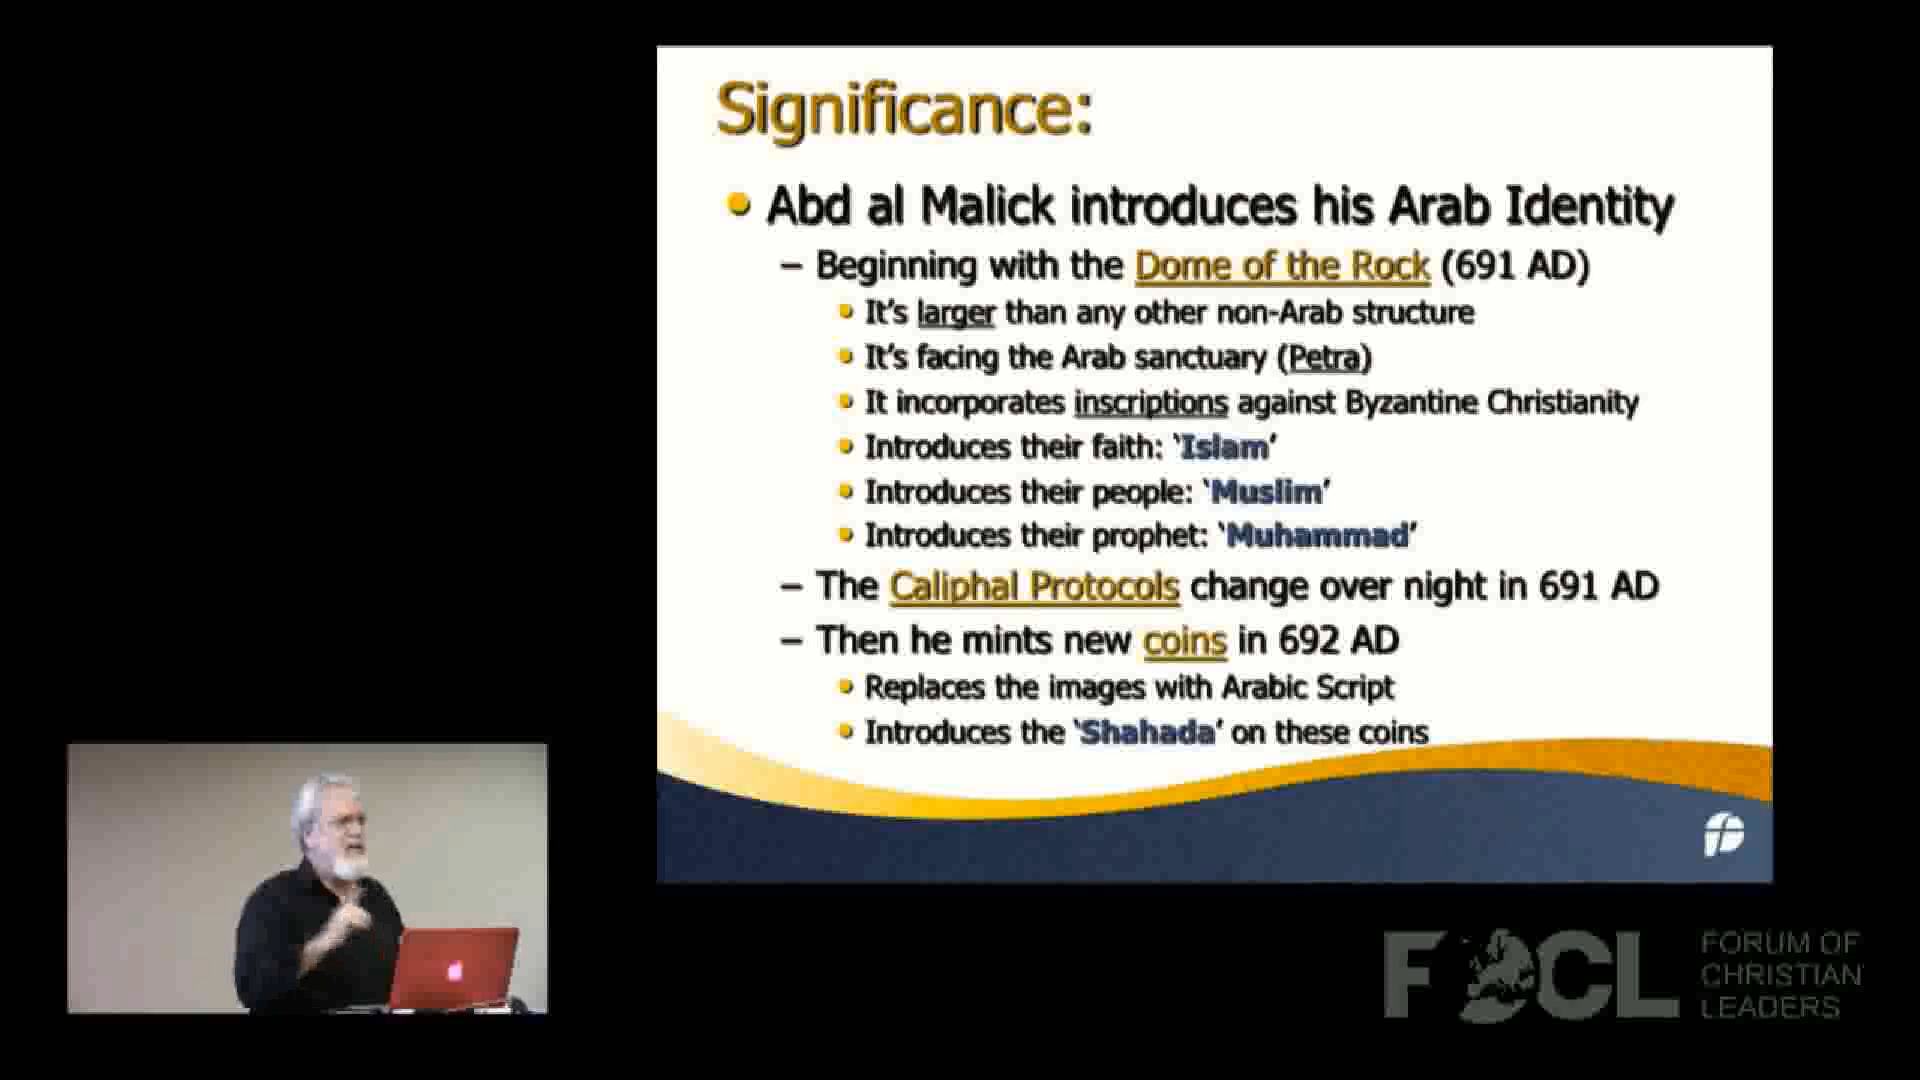 Significance:
• Abd al Malick introduces his Arab Identity
– Beginning with the Dome of the Rock (691 AD)
• It's larger than any other non-Arab structure
• It's facing the Arab sanctuary (Petra)
• It incorporates inscriptions against Byzantine Christianity
• Introduces their faith: ‘Islam’
• Introduces their people: ‘Muslim’
• Introduces their prophet: ‘Muhammad’
– The Caliphal Protocols change over night in 691 AD
– Then he mints new coins in 692 AD
• Replaces the images with Arabic Script
• Introduces the ‘Shahada’ on these coins
FOCL
FORUM OF
CHRISTIAN
LEADERS